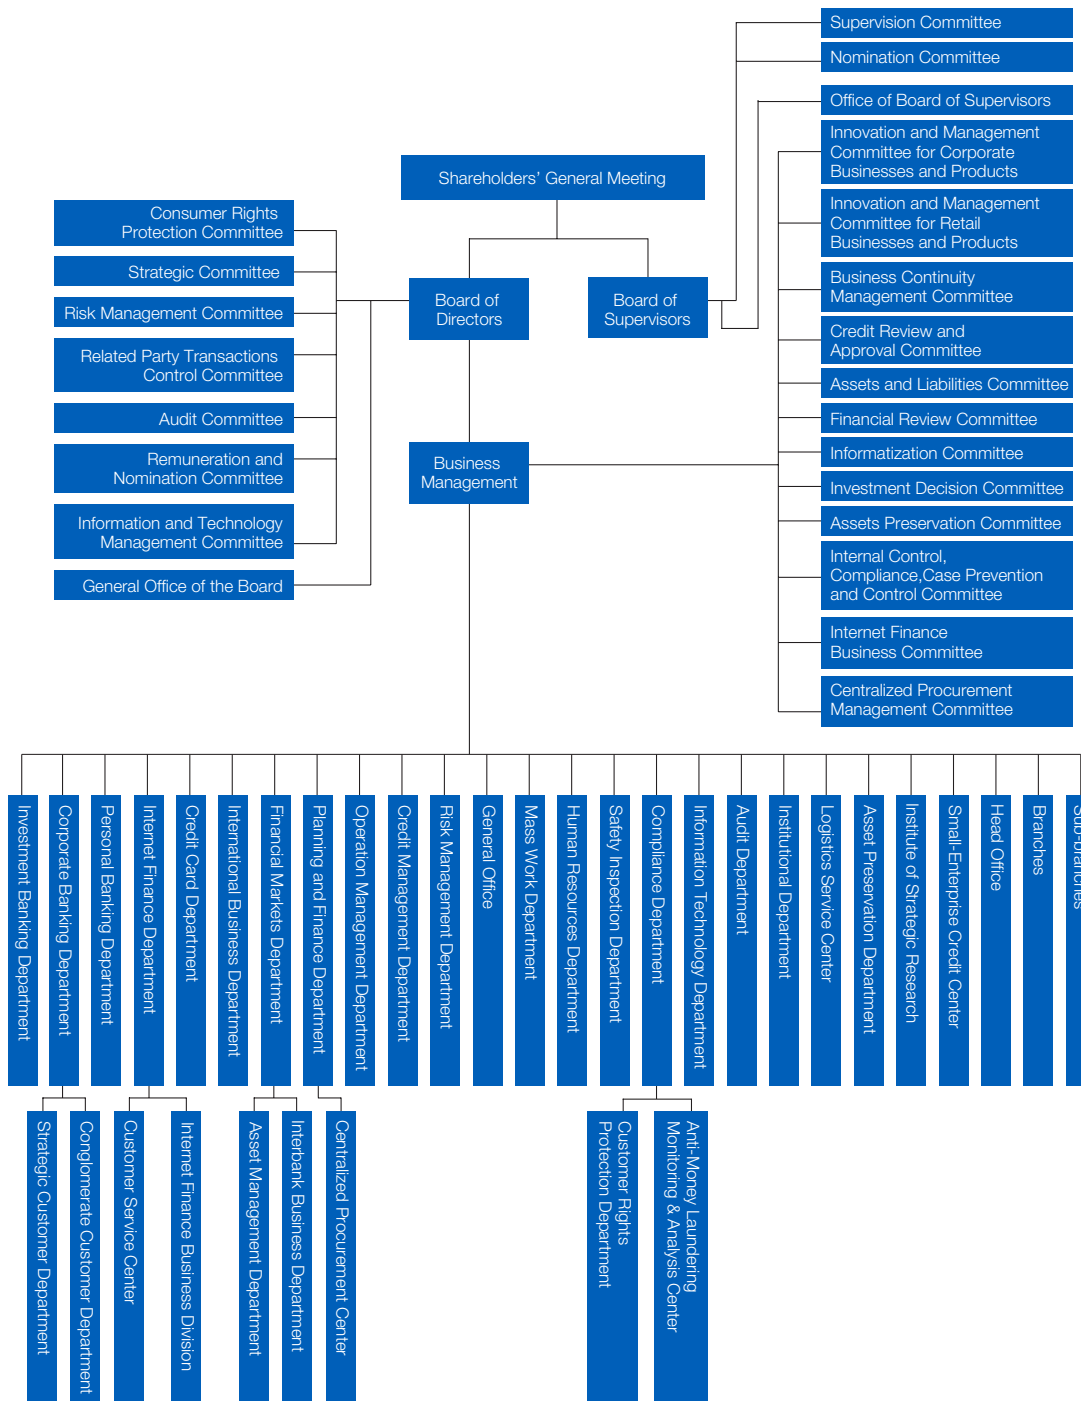 Supervision Committee
Nomination Committee
Office of Board of Supervisors
Innovation and Management
Committee for Corporate
Businesses and Products
Shareholders' General Meeting
Innovation and Management
Committee for Retail
Businesses and Products
Consumer Rights
Protection Committee
Strategic Committee
Risk Management Committee
Related Party Transactions
Control Committee
Audit Committee
Remuneration and
Nomination Committee
Information and Technology
Management Committee
General Office of the Board
Board of
Directors
Board of
Supervisors
Business
Management
Business Continuity
Management Committee
Credit Review and
Approval Committee
Assets and Liabilities Committee
Financial Review Committee
Informatization Committee
Investment Decision Committee
Assets Preservation Committee
Internal Control,
Compliance,Case Prevention
and Control Committee
Internet Finance
Business Committee
Centralized Procurement
Management Committee
Investment Banking Department
Corporate Banking Department
Personal Banking Department
Internet Finance Department
Credit Card Department
International Business Department
Financial Markets Department
Planning and Finance Department
Operation Management Department
Credit Management Department
Risk Management Department
General Office
Mass Work Department
Human Resources Department
Safety Inspection Department
Compliance Department
Information Technology Department
Audit Department
Institutional Department
Logistics Service Center
Asset Preservation Department
Institute of Strategic Research
Small-Enterprise Credit Center
Head Office
Branches
Sub-branches
Strategic Customer Department
Conglomerate Customer Department
Customer Service Center
Internet Finance Business Division
Asset Management Department
Interbank Business Department
Centralized Procurement Center
Customer Rights
Protection Department
Anti-Money Laundering
Monitoring & Analysis Center